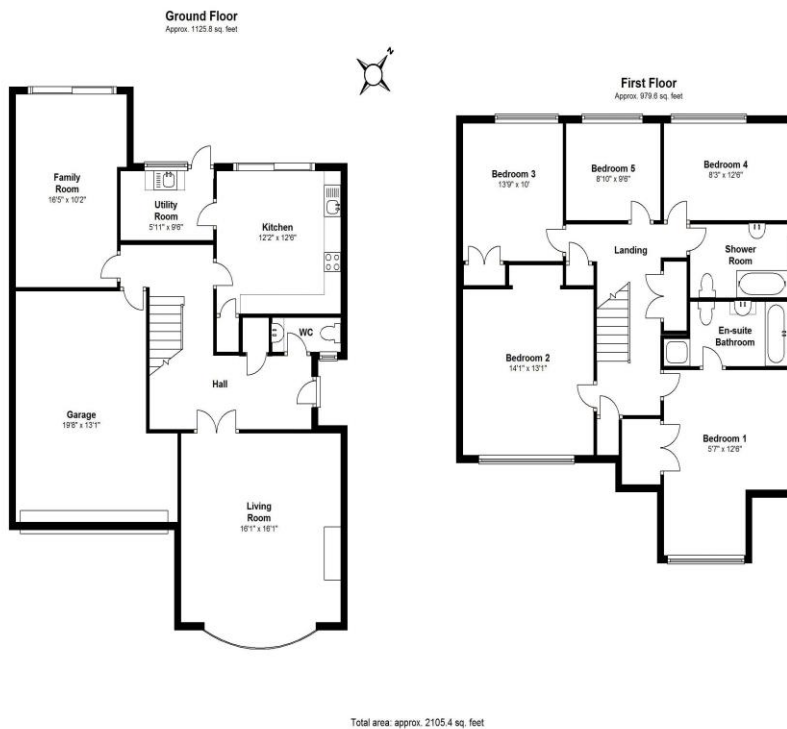 Ground Floor
Approx. 1125.8 sq. feet
N
Family
Room
16'5" x 10'2"
Utility
Room
5'11" x 9'6"
Kitchen
12'2" x 12'6"
WC
Hall
Garage
19'8" x 13'1"
Living
Room
16'1" x 16'1"
First Floor
Approx. 979.6 sq. feet
Bedroom 3
13'9" x 10'
Bedroom 5
8'10" x 9'6"
Bedroom 4
8'3" x 12'6"
Landing
Shower
Room
En-suite
Bathroom
Bedroom 2
14'1" x 13'1"
Bedroom 1
5'7" x 12'6"
Total area: approx. 2105.4 sq. feet